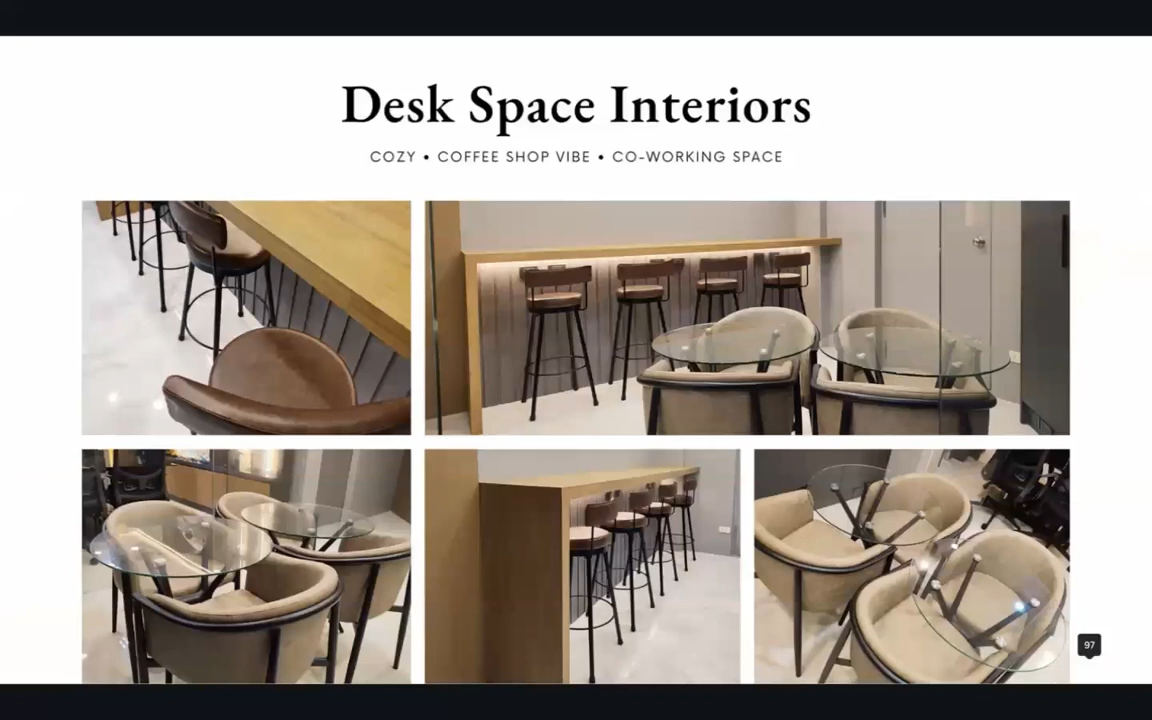 Desk Space Interiors
COZY • COFFEE SHOP VIBE • CO-WORKING SPACE
97